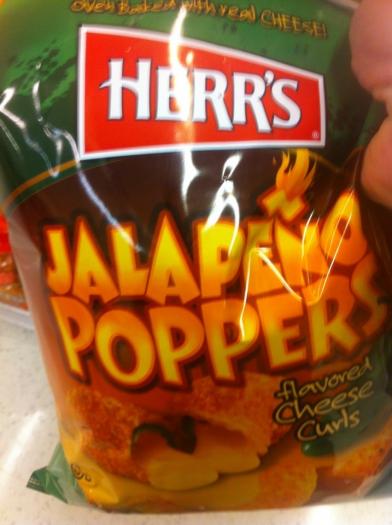 oven Baked with real CHEESE!
HERR'S
JALAPEÑO
POPPERS
flavored
Cheese
Curls